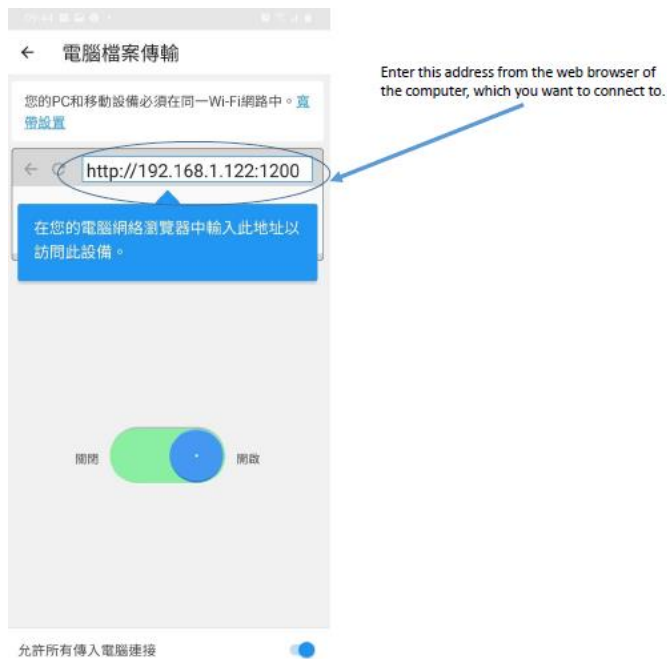 電腦檔案傳輸
您的PC和移動設備必須在同一Wi-Fi網路中。寬
帶設置
http://192.168.1.122:1200
在您的電腦網絡瀏覽器中輸入此地址以
訪問此設備。
Enter this address from the web browser of
the computer, which you want to connect to.
關閉
開啟
允許所有傳入電腦連接